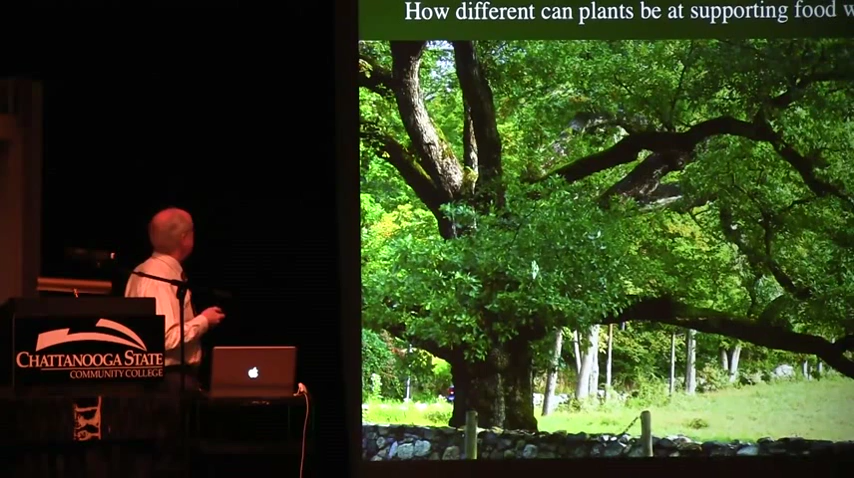 How different can plants be at supporting food w
CHATTANOOGA STATE
COMMUNITY COLLEGE